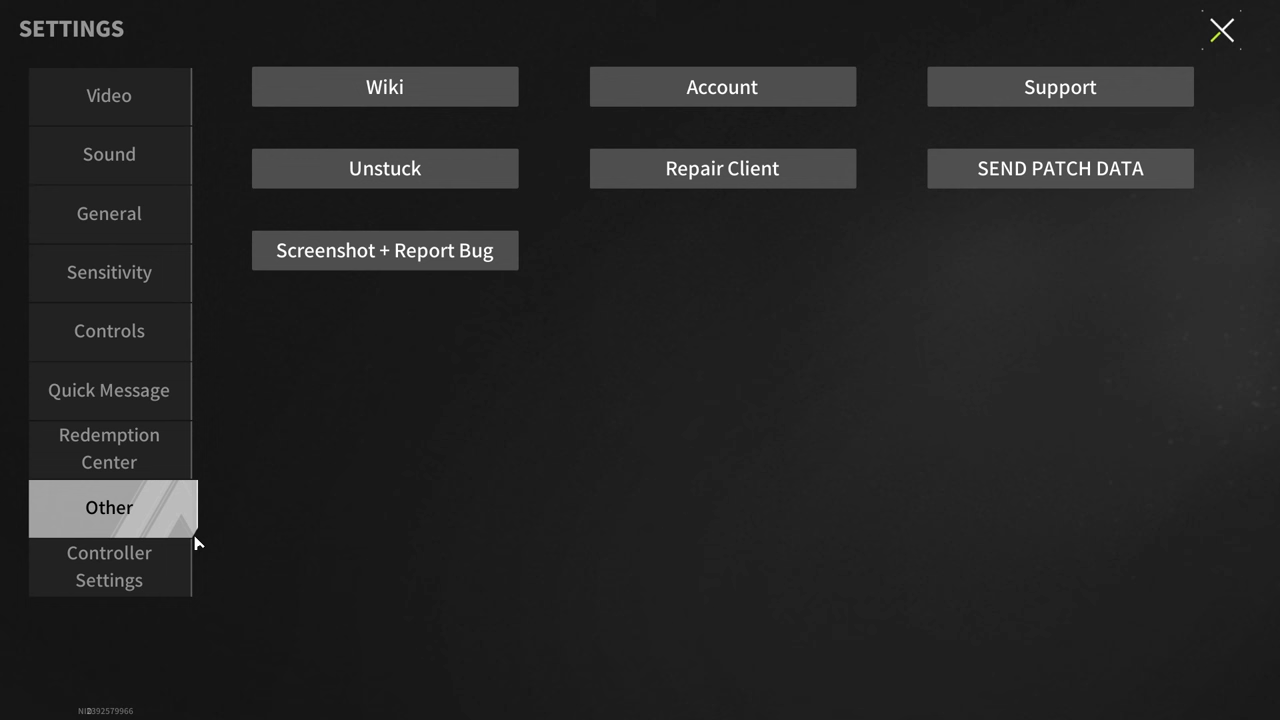 SETTINGS
Video
Sound
General
Sensitivity
Controls
Quick Message
Redemption
Center
Other
Controller
Settings
Wiki
Account
Support
Unstuck
Repair Client
SEND PATCH DATA
Screenshot + Report Bug